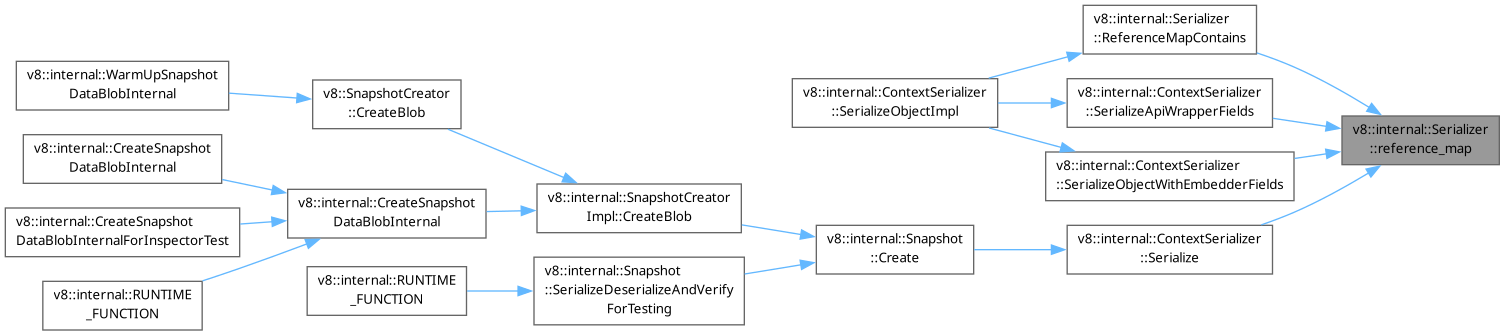 v8::internal::WarmUpSnapshot
DataBlobInternal
v8::internal::CreateSnapshot
DataBlobInternal
v8::internal::CreateSnapshot
DataBlobInternalForInspectorTest
v8::internal::RUNTIME
_FUNCTION
v8::SnapshotCreator
::CreateBlob
v8::internal::CreateSnapshot
DataBlobInternal
v8::internal::RUNTIME
_FUNCTION
v8::internal::SnapshotCreator
Impl::CreateBlob
v8::internal::Snapshot
::SerializeDeserializeAndVerify
ForTesting
v8::internal::ContextSerializer
::SerializeObjectImpl
v8::internal::Snapshot
::Create
v8::internal::Serializer
::ReferenceMapContains
v8::internal::ContextSerializer
::SerializeApiWrapperFields
v8::internal::ContextSerializer
::SerializeObjectWithEmbedderFields
v8::internal::ContextSerializer
::Serialize
v8::internal::Serializer
::reference_map